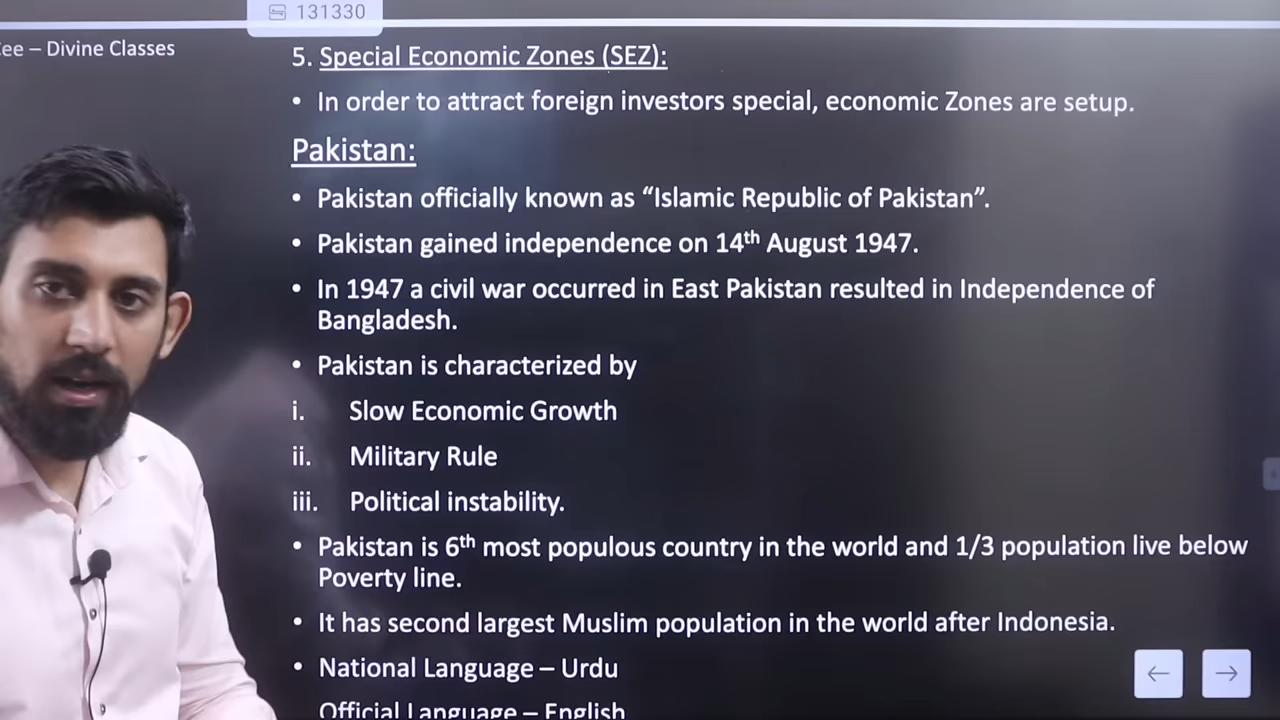 131330
ee – Divine Classes
5. Special Economic Zones (SEZ):
• In order to attract foreign investors special, economic Zones are setup.
Pakistan:
• Pakistan officially known as “Islamic Republic of Pakistan”.
• Pakistan gained independence on 14th August 1947.
• In 1947 a civil war occurred in East Pakistan resulted in Independence of
Bangladesh.
• Pakistan is characterized by
i. Slow Economic Growth
ii. Military Rule
iii. Political instability.
• Pakistan is 6th most populous country in the world and 1/3 population live below
Poverty line.
• It has second largest Muslim population in the world after Indonesia.
• National Language – Urdu
Official Language – English